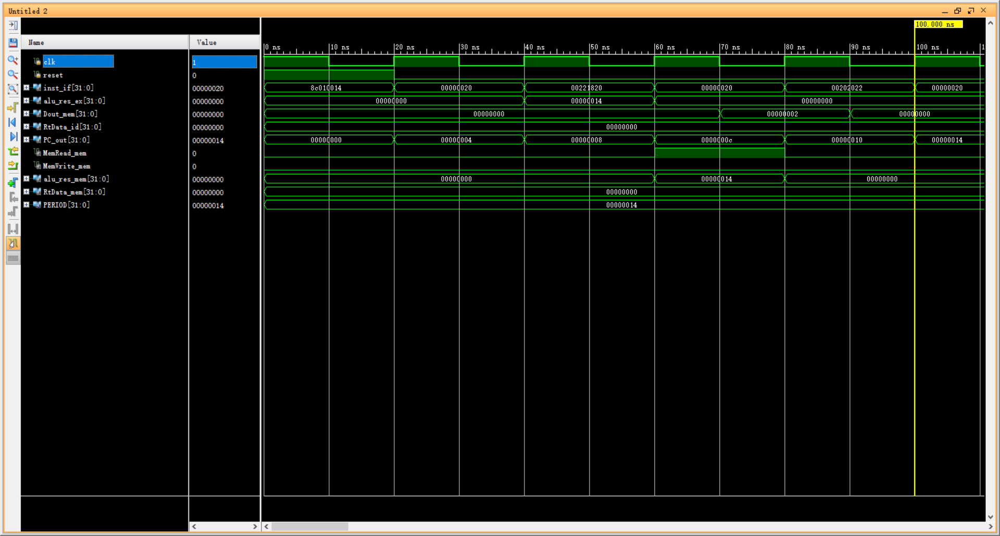 Untitled 2
100.000 ns
Name Value
0 ns 10 ns 20 ns 30 ns 40 ns 50 ns 60 ns 70 ns 80 ns 90 ns 100 ns 1
clk 1
reset 0
inst_if[31:0] 00000020 8c010014 00000020 00221820 00000020 00202022 00000020
alu_res_ex[31:0] 00000000 00000000 00000014 00000000
Dout_mem[31:0] 00000000 00000000 00000002 00000000
RtData_id[31:0] 00000000 00000000
PC_out[31:0] 00000014 00000000 00000004 00000008 0000000c 00000010 00000014
MemRead_mem 0
MemWrite_mem 0
alu_res_mem[31:0] 00000000 00000000 00000014 00000000
RtData_mem[31:0] 00000000 00000000
PERIOD[31:0] 00000014 00000014